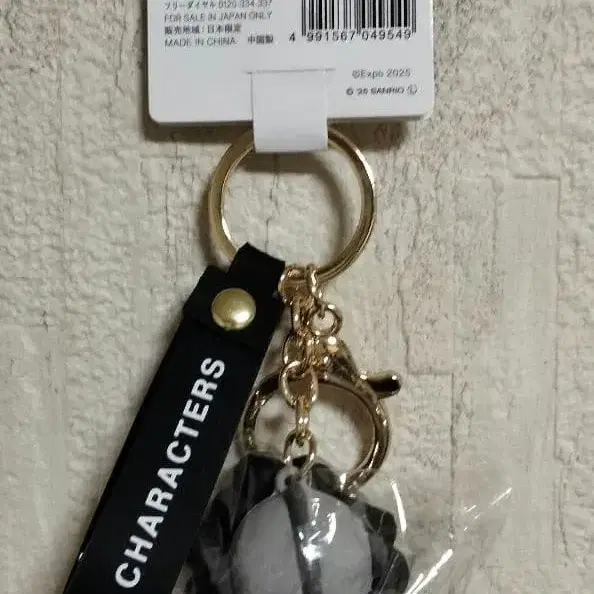 フリーダイヤル 0120-334-337
FOR SALE IN JAPAN ONLY
販売地域:日本限定
MADE IN CHINA 中國製
4 991567 049549
©Expo 2025
© '25 SANRIO Ⓛ
CHARACTERS